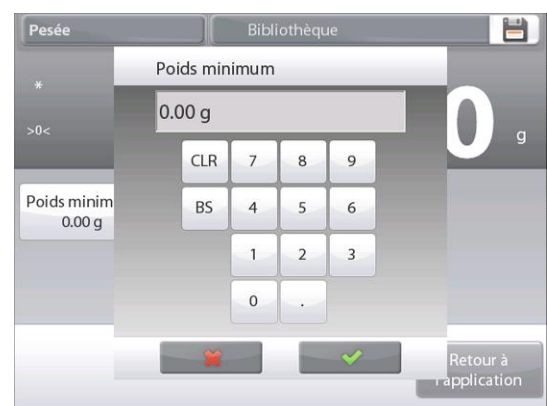 Pesée
Bibliothèque
Poids minimum
*
0.00 g
>0<
0 g
CLR 7 8 9
Poids minim
0.00 g
BS 4 5 6
1 2 3
0 .
Retour à
l'application